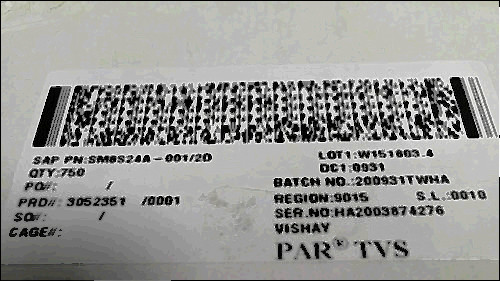 SAP PN:SM8S24A-001/2D
LOT1:W151603.4
QTY:750
DC1:0931
PO#: /
BATCH NO.:200931TWHA
PRD#: 3052351 /0001
REGION:9015 S.L.:0010
SO#: /
SER.NO:HA2003874276
CAGE#:
VISHAY
PAR® TVS